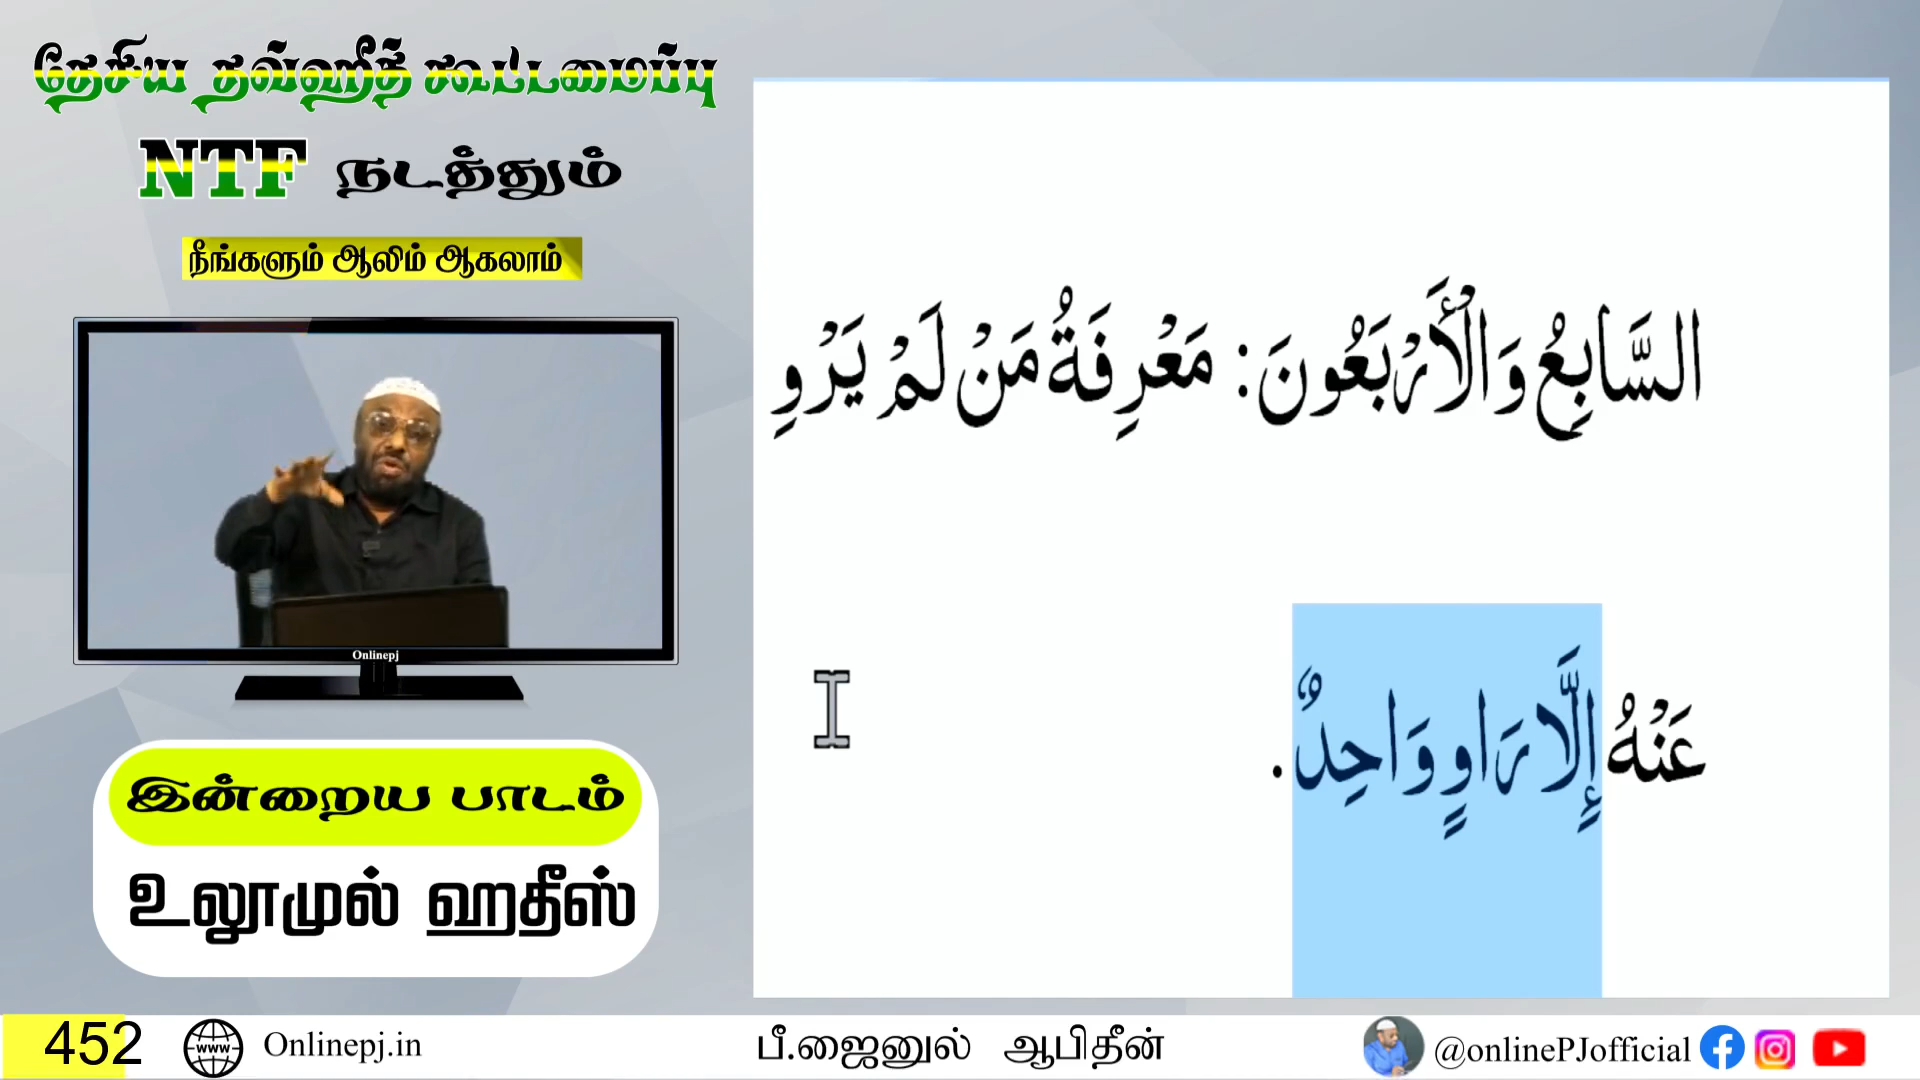 தேசிய தவ்ஹீத் கூட்டமைப்பு
NTF நடத்தும்
நீங்களும் ஆலிம் ஆகலாம்
Onlinepj
இன்றைய பாடம்
உலூமுல் ஹதீஸ்
السَّابِعُ وَالْأَرْبَعُونَ: مَعْرِفَةُ مَنْ لَمْ يَرْوِ
عَنْهُ إِلَّا رَاوٍ وَاحِدٌ.
452
www
Onlinepj.in
பீ.ஜைனுல் ஆபிதீன்
@onlinePJofficial